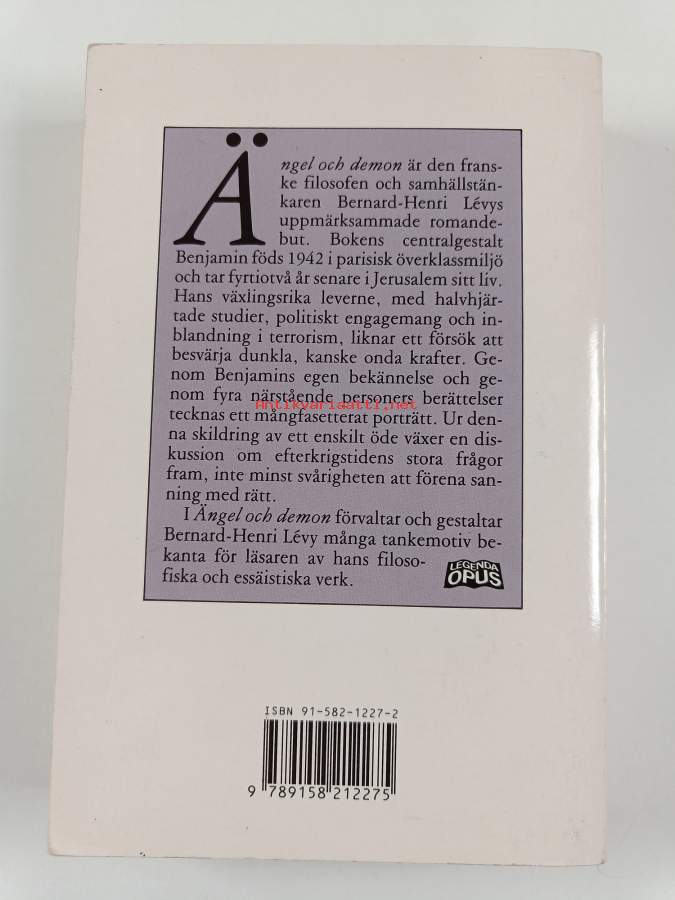 Ängel och demon är den frans-
ke filosofen och samhällstän-
karen Bernard-Henri Lévys
uppmärksammade romande-
but. Bokens centralgestalt
Benjamin föds 1942 i parisisk överklassmiljö
och tar fyrtiotvå år senare i Jerusalem sitt liv.
Hans växlingsrika leverne, med halvhjär-
tade studier, politiskt engagemang och in-
blandning i terrorism, liknar ett försök att
besvärja dunkla, kanske onda krafter. Ge-
nom Benjamins egen bekännelse och ge-
nom fyra närstående personers berättelser
Antikvariaatti.net
tecknas ett mångfasetterat porträtt. Ur den-
na skildring av ett enskilt öde växer en dis-
kussion om efterkrigstidens stora frågor
fram, inte minst svårigheten att förena san-
ning med rätt.
I Ängel och demon förvaltar och gestaltar
Bernard-Henri Lévy många tankemotiv be-
kanta för läsaren av hans filoso-
fiska och essäistiska verk.
LEGENDA
OPUS
ISBN 91-582-1227-2
9 789158 212275